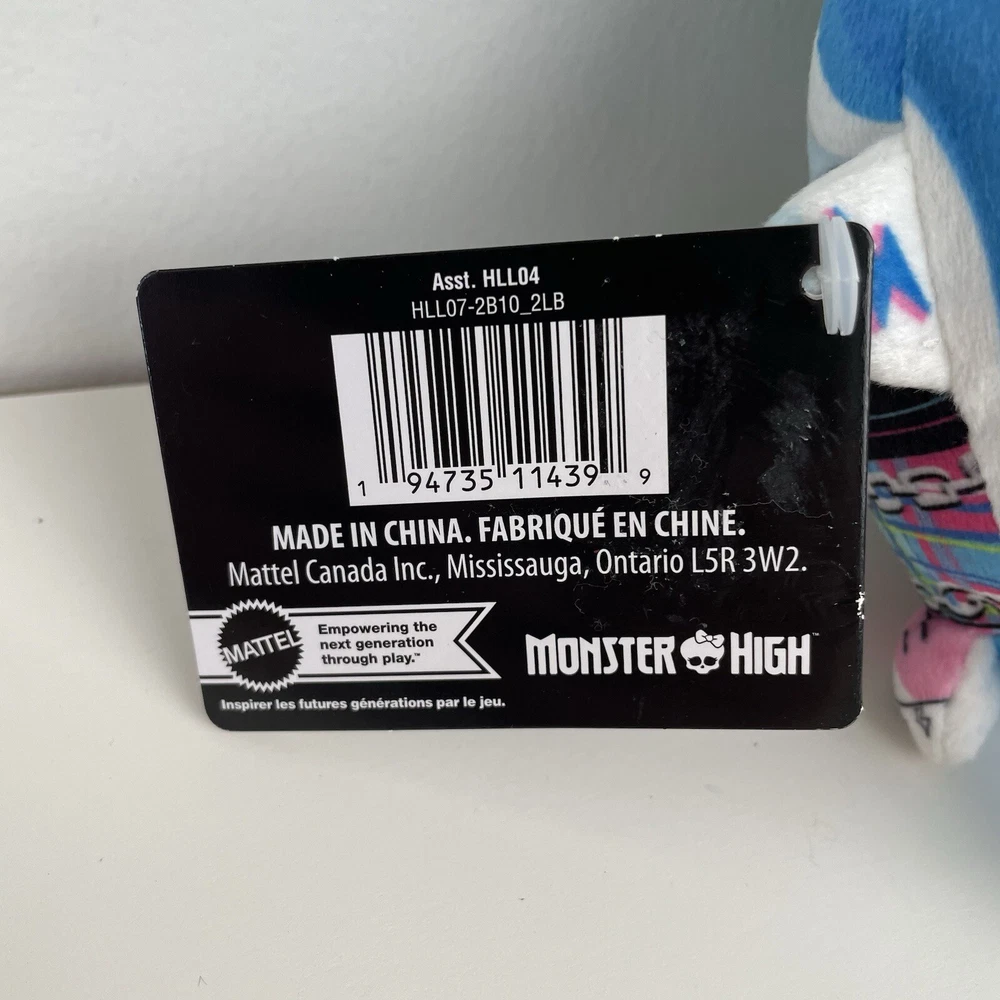 Asst. HLL04
HLL07-2B10_2LB
1 94735 11439 9
MADE IN CHINA. FABRIQUÉ EN CHINE.
Mattel Canada Inc., Mississauga, Ontario L5R 3W2.
MATTEL
Empowering the
next generation
through play.™
Inspirer les futures générations par le jeu.
MONSTER HIGH™